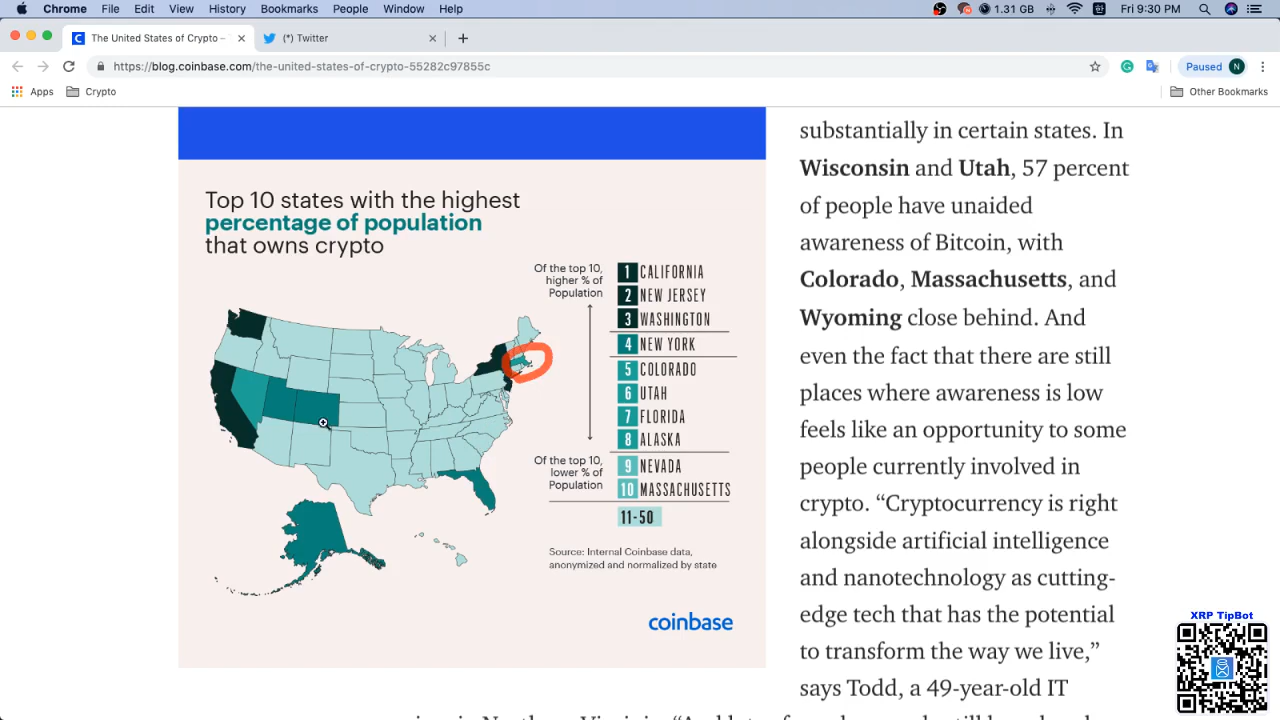 Chrome File Edit View History Bookmarks People Window Help 1.31 GB Fri 9:30 PM
The United States of Crypto – (*) Twitter
https://blog.coinbase.com/the-united-states-of-crypto-55282c97855c Paused N
Apps Crypto Other Bookmarks
Top 10 states with the highest
percentage of population
that owns crypto
Of the top 10,
higher % of
Population
1 CALIFORNIA
2 NEW JERSEY
3 WASHINGTON
4 NEW YORK
5 COLORADO
6 UTAH
7 FLORIDA
8 ALASKA
Of the top 10,
lower % of
Population
9 NEVADA
10 MASSACHUSETTS
11-50
Source: Internal Coinbase data,
anonymized and normalized by state
coinbase
substantially in certain states. In
Wisconsin and Utah, 57 percent
of people have unaided
awareness of Bitcoin, with
Colorado, Massachusetts, and
Wyoming close behind. And
even the fact that there are still
places where awareness is low
feels like an opportunity to some
people currently involved in
crypto. “Cryptocurrency is right
alongside artificial intelligence
and nanotechnology as cutting-
edge tech that has the potential
to transform the way we live,”
says Todd, a 49-year-old IT
XRP TipBot